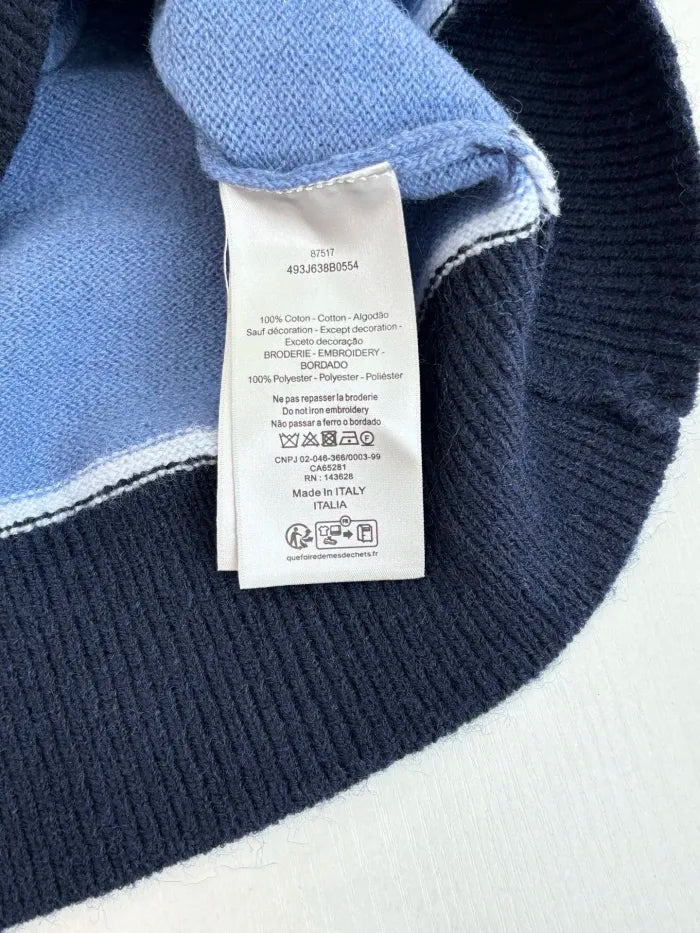 87517
493J638B0554
100% Coton - Cotton - Algodão
Sauf décoration - Except decoration -
Exceto decoração
BRODERIE - EMBROIDERY -
BORDADO
100% Polyester - Polyester - Poliéster
Ne pas repasser la broderie
Do not iron embroidery
Não passar a ferro o bordado
CNPJ 02-046-366/0003-99
CA65281
RN : 143628
Made In ITALY
ITALIA
FR
quefairedemesdechets.fr